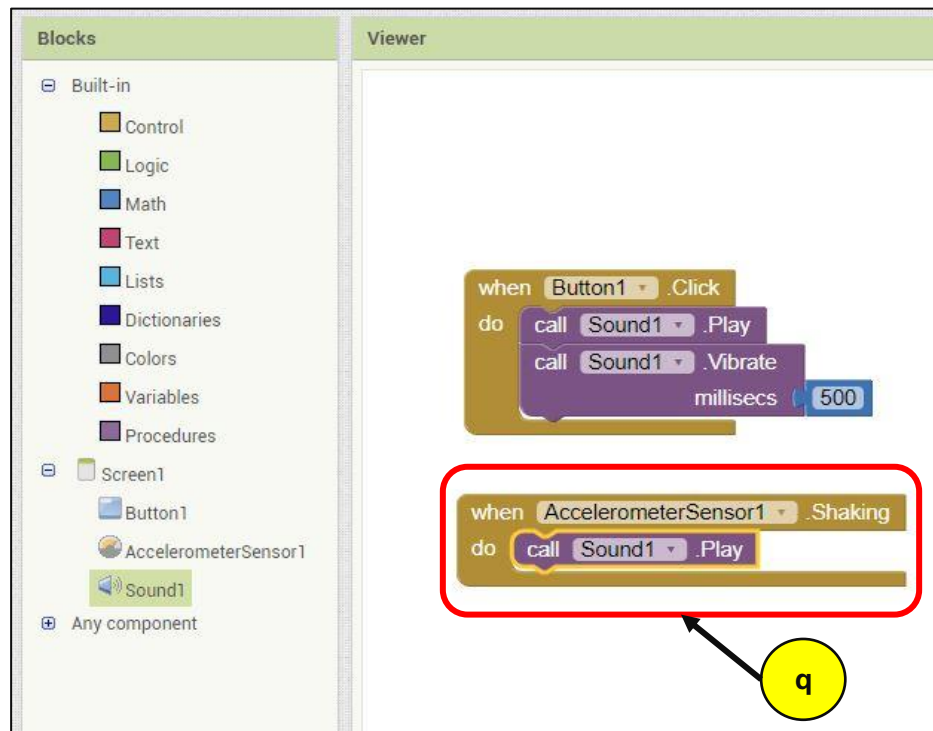 Blocks
Viewer
Built-in
Control
Logic
Math
Text
Lists
Dictionaries
Colors
Variables
Procedures
Screen1
Button1
AccelerometerSensor1
Sound1
Any component
when Button1 .Click
do call Sound1 .Play
call Sound1 .Vibrate
millisecs 500
when AccelerometerSensor1 .Shaking
do call Sound1 .Play
q